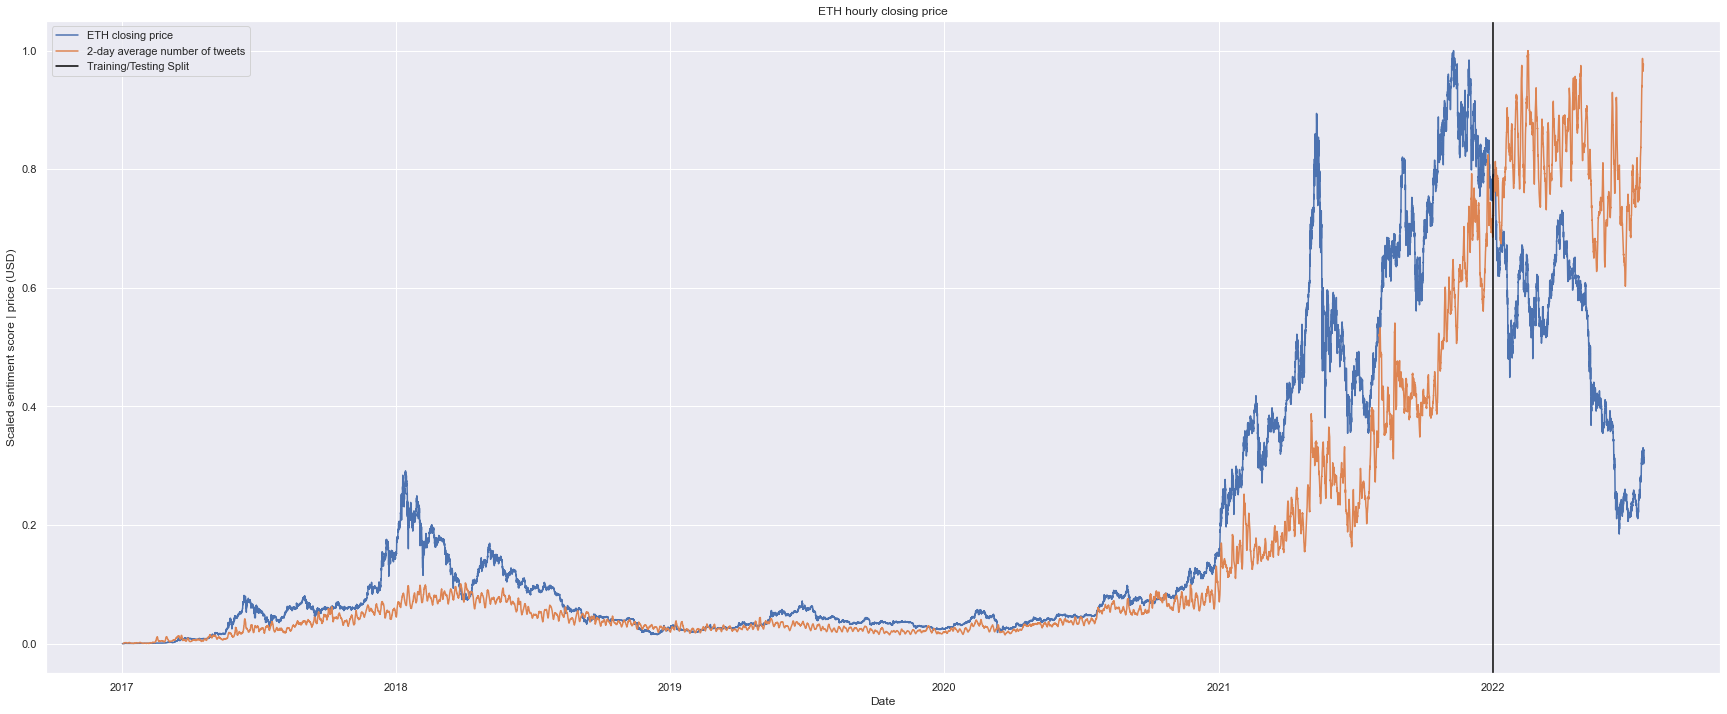 ETH hourly closing price
ETH closing price
2-day average number of tweets
Training/Testing Split
1.0
0.8
0.6
0.4
0.2
0.0
Scaled sentiment score | price (USD)
2017
2018
2019
2020
2021
2022
Date